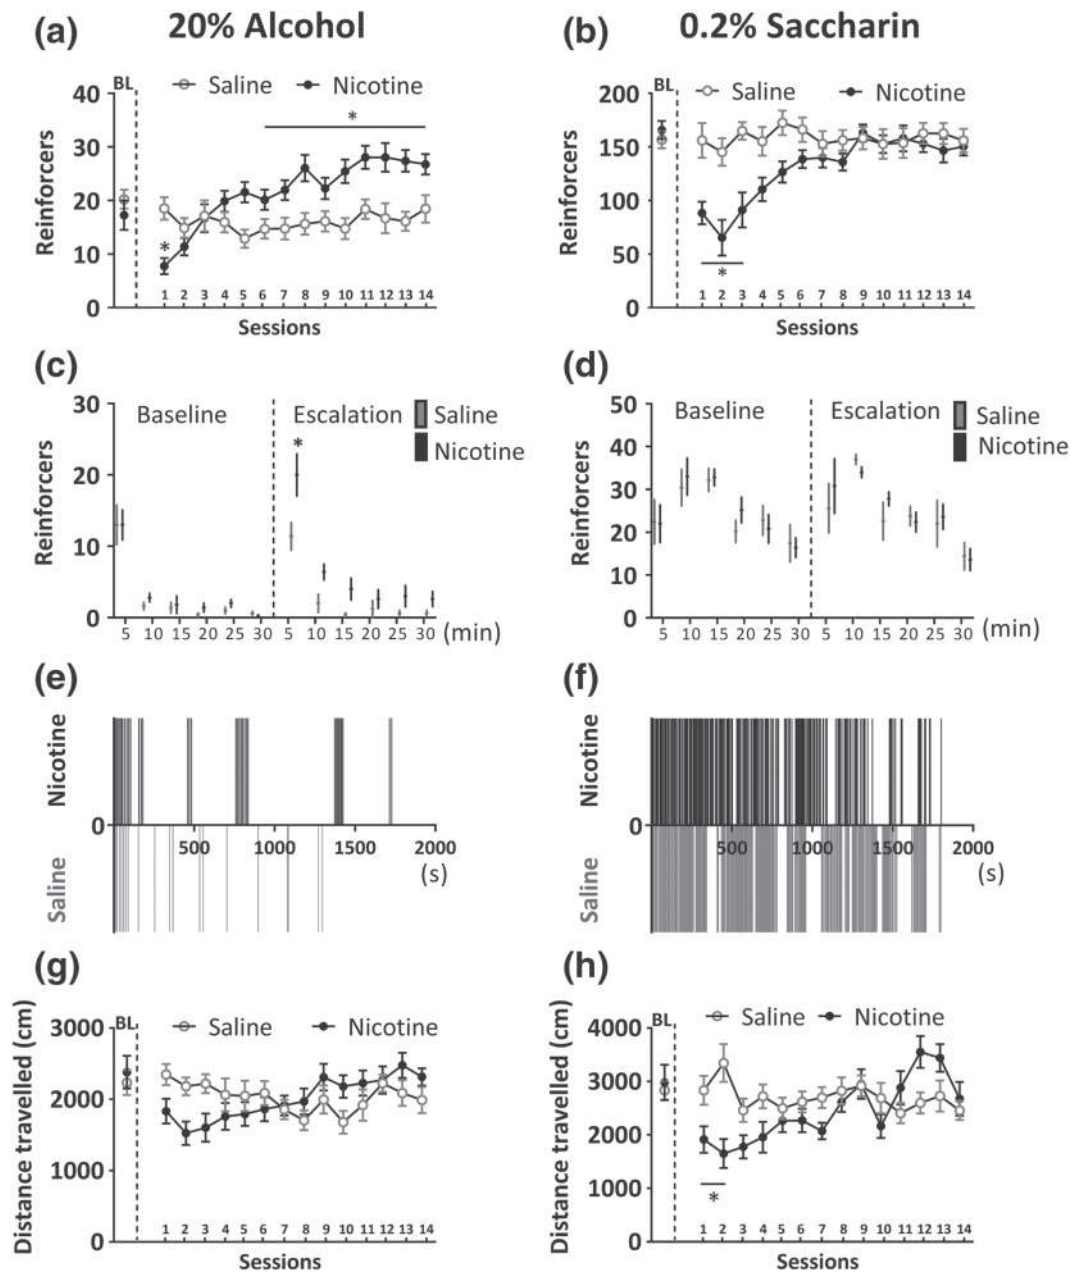 (a) 20% Alcohol
(b) 0.2% Saccharin
BL Saline Nicotine
40
30
20
10
0
Reinforcers
*
*
1 2 3 4 5 6 7 8 9 10 11 12 13 14
Sessions
BL Saline Nicotine
200
150
100
50
0
Reinforcers
*
1 2 3 4 5 6 7 8 9 10 11 12 13 14
Sessions
(c)
30
20
10
0
Reinforcers
Baseline Escalation
Saline
Nicotine
*
5 10 15 20 25 30 5 10 15 20 25 30 (min)
(d)
50
40
30
20
10
0
Reinforcers
Baseline Escalation
Saline
Nicotine
5 10 15 20 25 30 5 10 15 20 25 30 (min)
(e)
Nicotine
0
Saline
500 1000 1500 2000
(s)
(f)
Nicotine
0
Saline
500 1000 1500 2000
(s)
(g)
BL Saline Nicotine
3000
2000
1000
0
Distance travelled (cm)
1 2 3 4 5 6 7 8 9 10 11 12 13 14
Sessions
(h)
BL Saline Nicotine
4000
3000
2000
1000
0
Distance travelled (cm)
*
1 2 3 4 5 6 7 8 9 10 11 12 13 14
Sessions